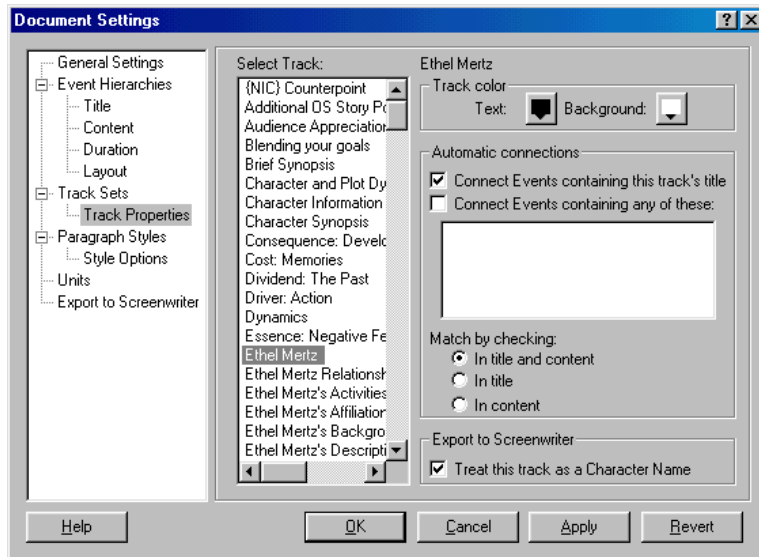 Document Settings
General Settings
Event Hierarchies
Title
Content
Duration
Layout
Track Sets
Track Properties
Paragraph Styles
Style Options
Units
Export to Screenwriter
Select Track:
{NIC} Counterpoint
Additional OS Story Po
Audience Appreciation
Blending your goals
Brief Synopsis
Character and Plot Dy
Character Information
Character Synopsis
Consequence: Develo
Cost: Memories
Dividend: The Past
Driver: Action
Dynamics
Essence: Negative Fe
Ethel Mertz
Ethel Mertz Relationsh
Ethel Mertz's Activities
Ethel Mertz's Affiliation
Ethel Mertz's Backgro
Ethel Mertz's Descripti
Ethel Mertz
Track color
Text: Background:
Automatic connections
Connect Events containing this track's title
Connect Events containing any of these:
Match by checking:
In title and content
In title
In content
Export to Screenwriter
Treat this track as a Character Name
Help OK Cancel Apply Revert